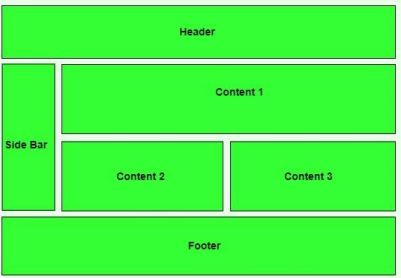 Header
Side Bar
Content 1
Content 2
Content 3
Footer